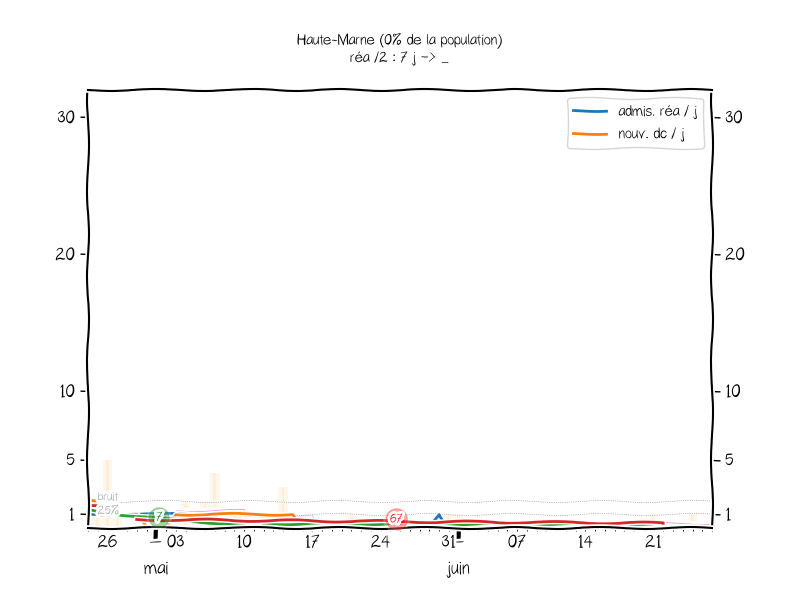 Haute-Marne (0% de la population)
réa /2 : 7 j -> _
admis. réa / j
nouv. dc / j
30 30
20 20
10 10
5 5
1 1
bruit
25%
7
67
26 03 10 17 24 31 07 14 21
mai juin